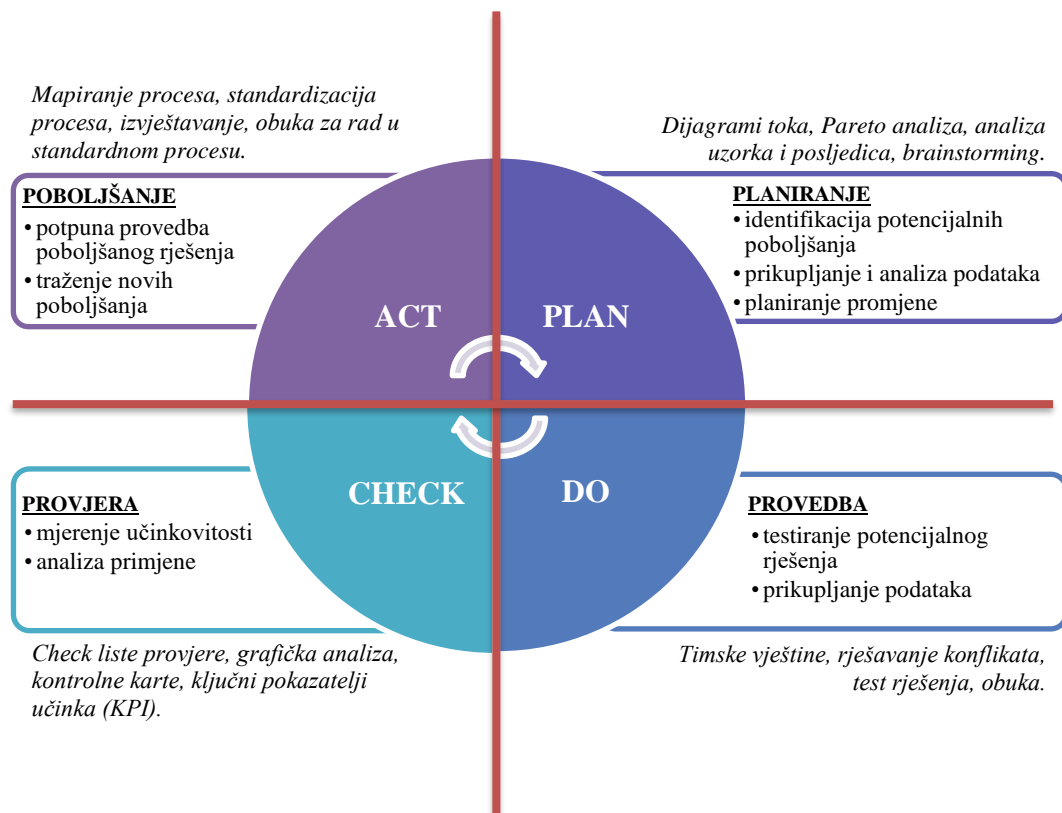 Mapiranje procesa, standardizacija
procesa, izvještavanje, obuka za rad u
standardnom procesu.
POBOLJŠANJE
• potpuna provedba
poboljšanog rješenja
• traženje novih
poboljšanja
Dijagrami toka, Pareto analiza, analiza
uzorka i posljedica, brainstorming.
PLANIRANJE
• identifikacija potencijalnih
poboljšanja
• prikupljanje i analiza podataka
• planiranje promjene
ACT
PLAN
CHECK
DO
PROVJERA
• mjerenje učinkovitosti
• analiza primjene
Check liste provjere, grafička analiza,
kontrolne karte, ključni pokazatelji
učinka (KPI).
PROVEDBA
• testiranje potencijalnog
rješenja
• prikupljanje podataka
Timske vještine, rješavanje konflikata,
test rješenja, obuka.